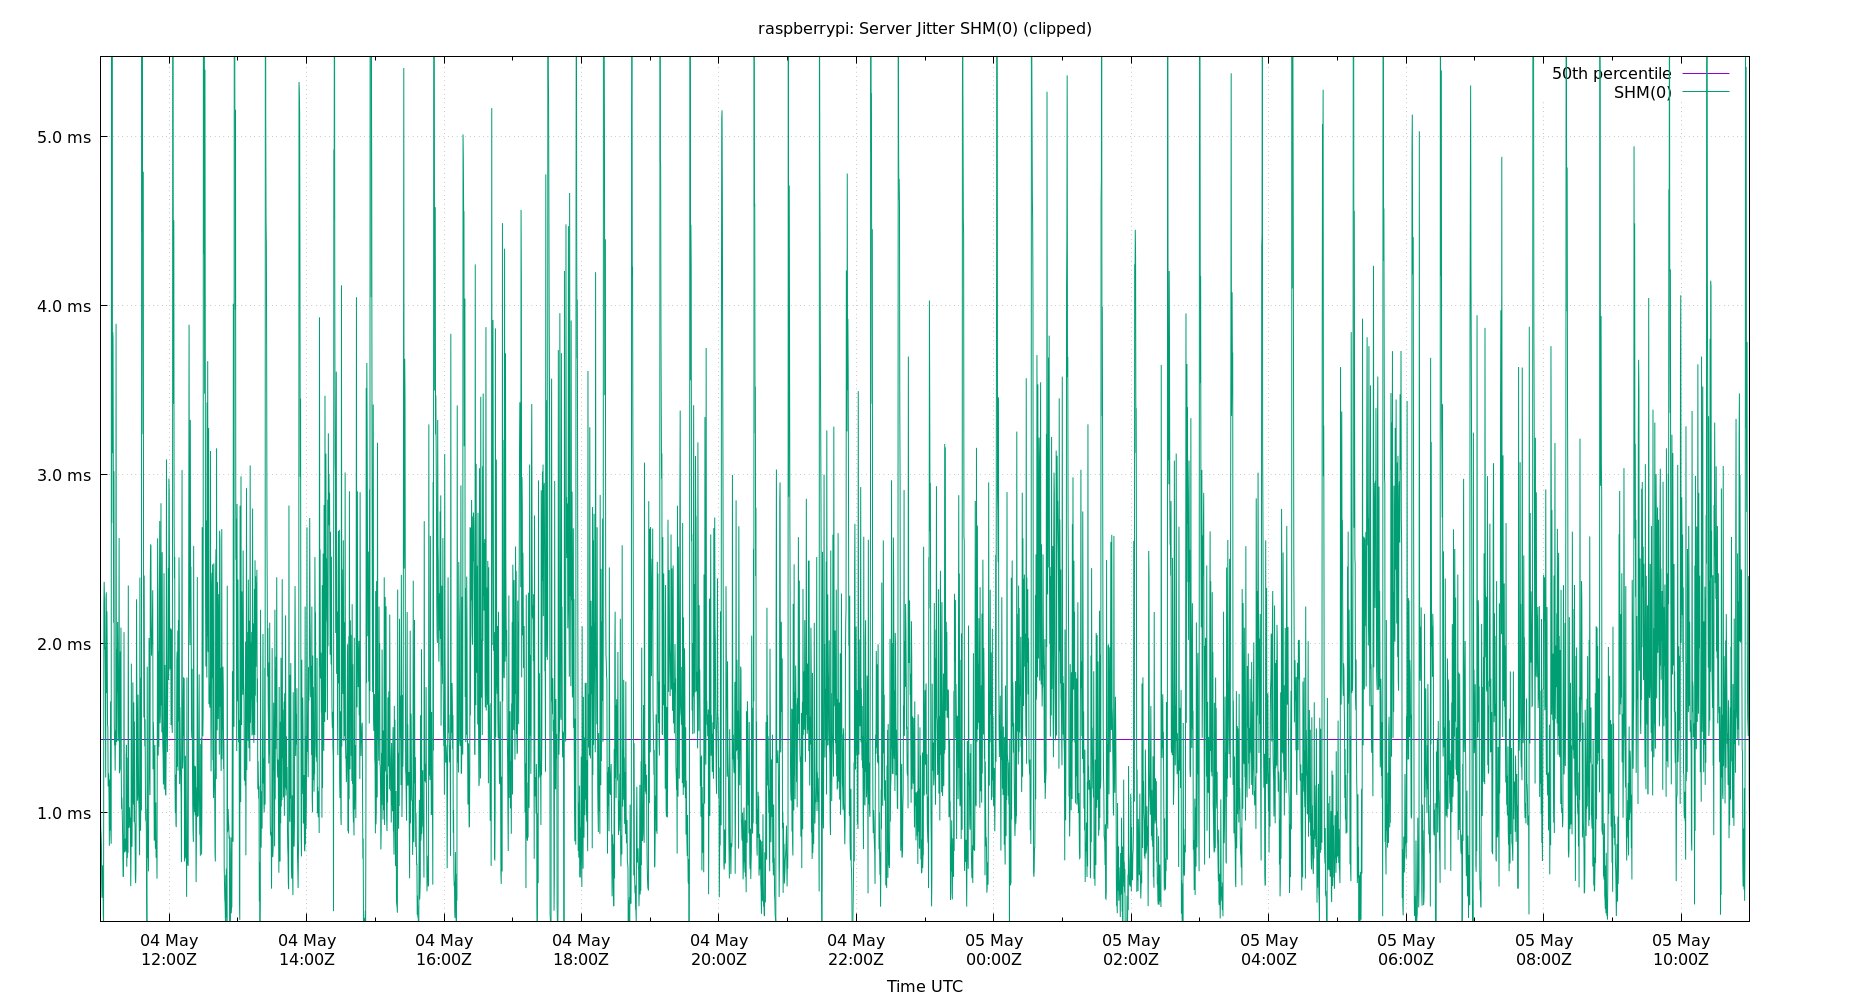 raspberrypi: Server Jitter SHM(0) (clipped)
50th percentile
SHM(0)
5.0 ms
4.0 ms
3.0 ms
2.0 ms
1.0 ms
04 May 04 May 04 May 04 May 04 May 04 May 05 May 05 May 05 May 05 May 05 May 05 May
12:00Z 14:00Z 16:00Z 18:00Z 20:00Z 22:00Z 00:00Z 02:00Z 04:00Z 06:00Z 08:00Z 10:00Z
Time UTC